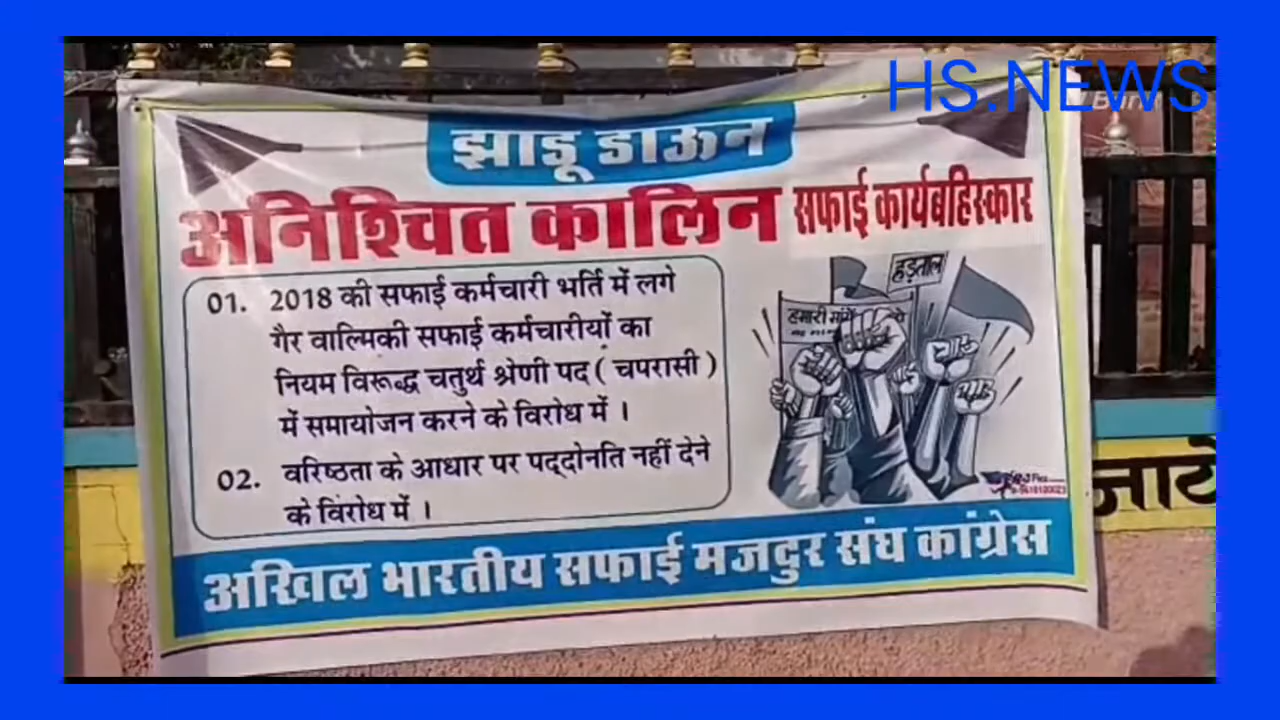 HS.NEWS
झाडू डाऊन
अनिश्चित कालिन सफाई कार्यबहिस्कार
01. 2018 की सफाई कर्मचारी भर्ति में लगे
गैर वाल्मिकी सफाई कर्मचारीयों का
नियम विरूद्ध चतुर्थ श्रेणी पद ( चपरासी )
में समायोजन करने के विरोध में ।
02. वरिष्ठता के आधार पर पद्दोनति नहीं देने
के विरोध में ।
हड़ताल
हमारी मांगें
अखिल भारतीय सफाई मजदुर संघ कांग्रेस